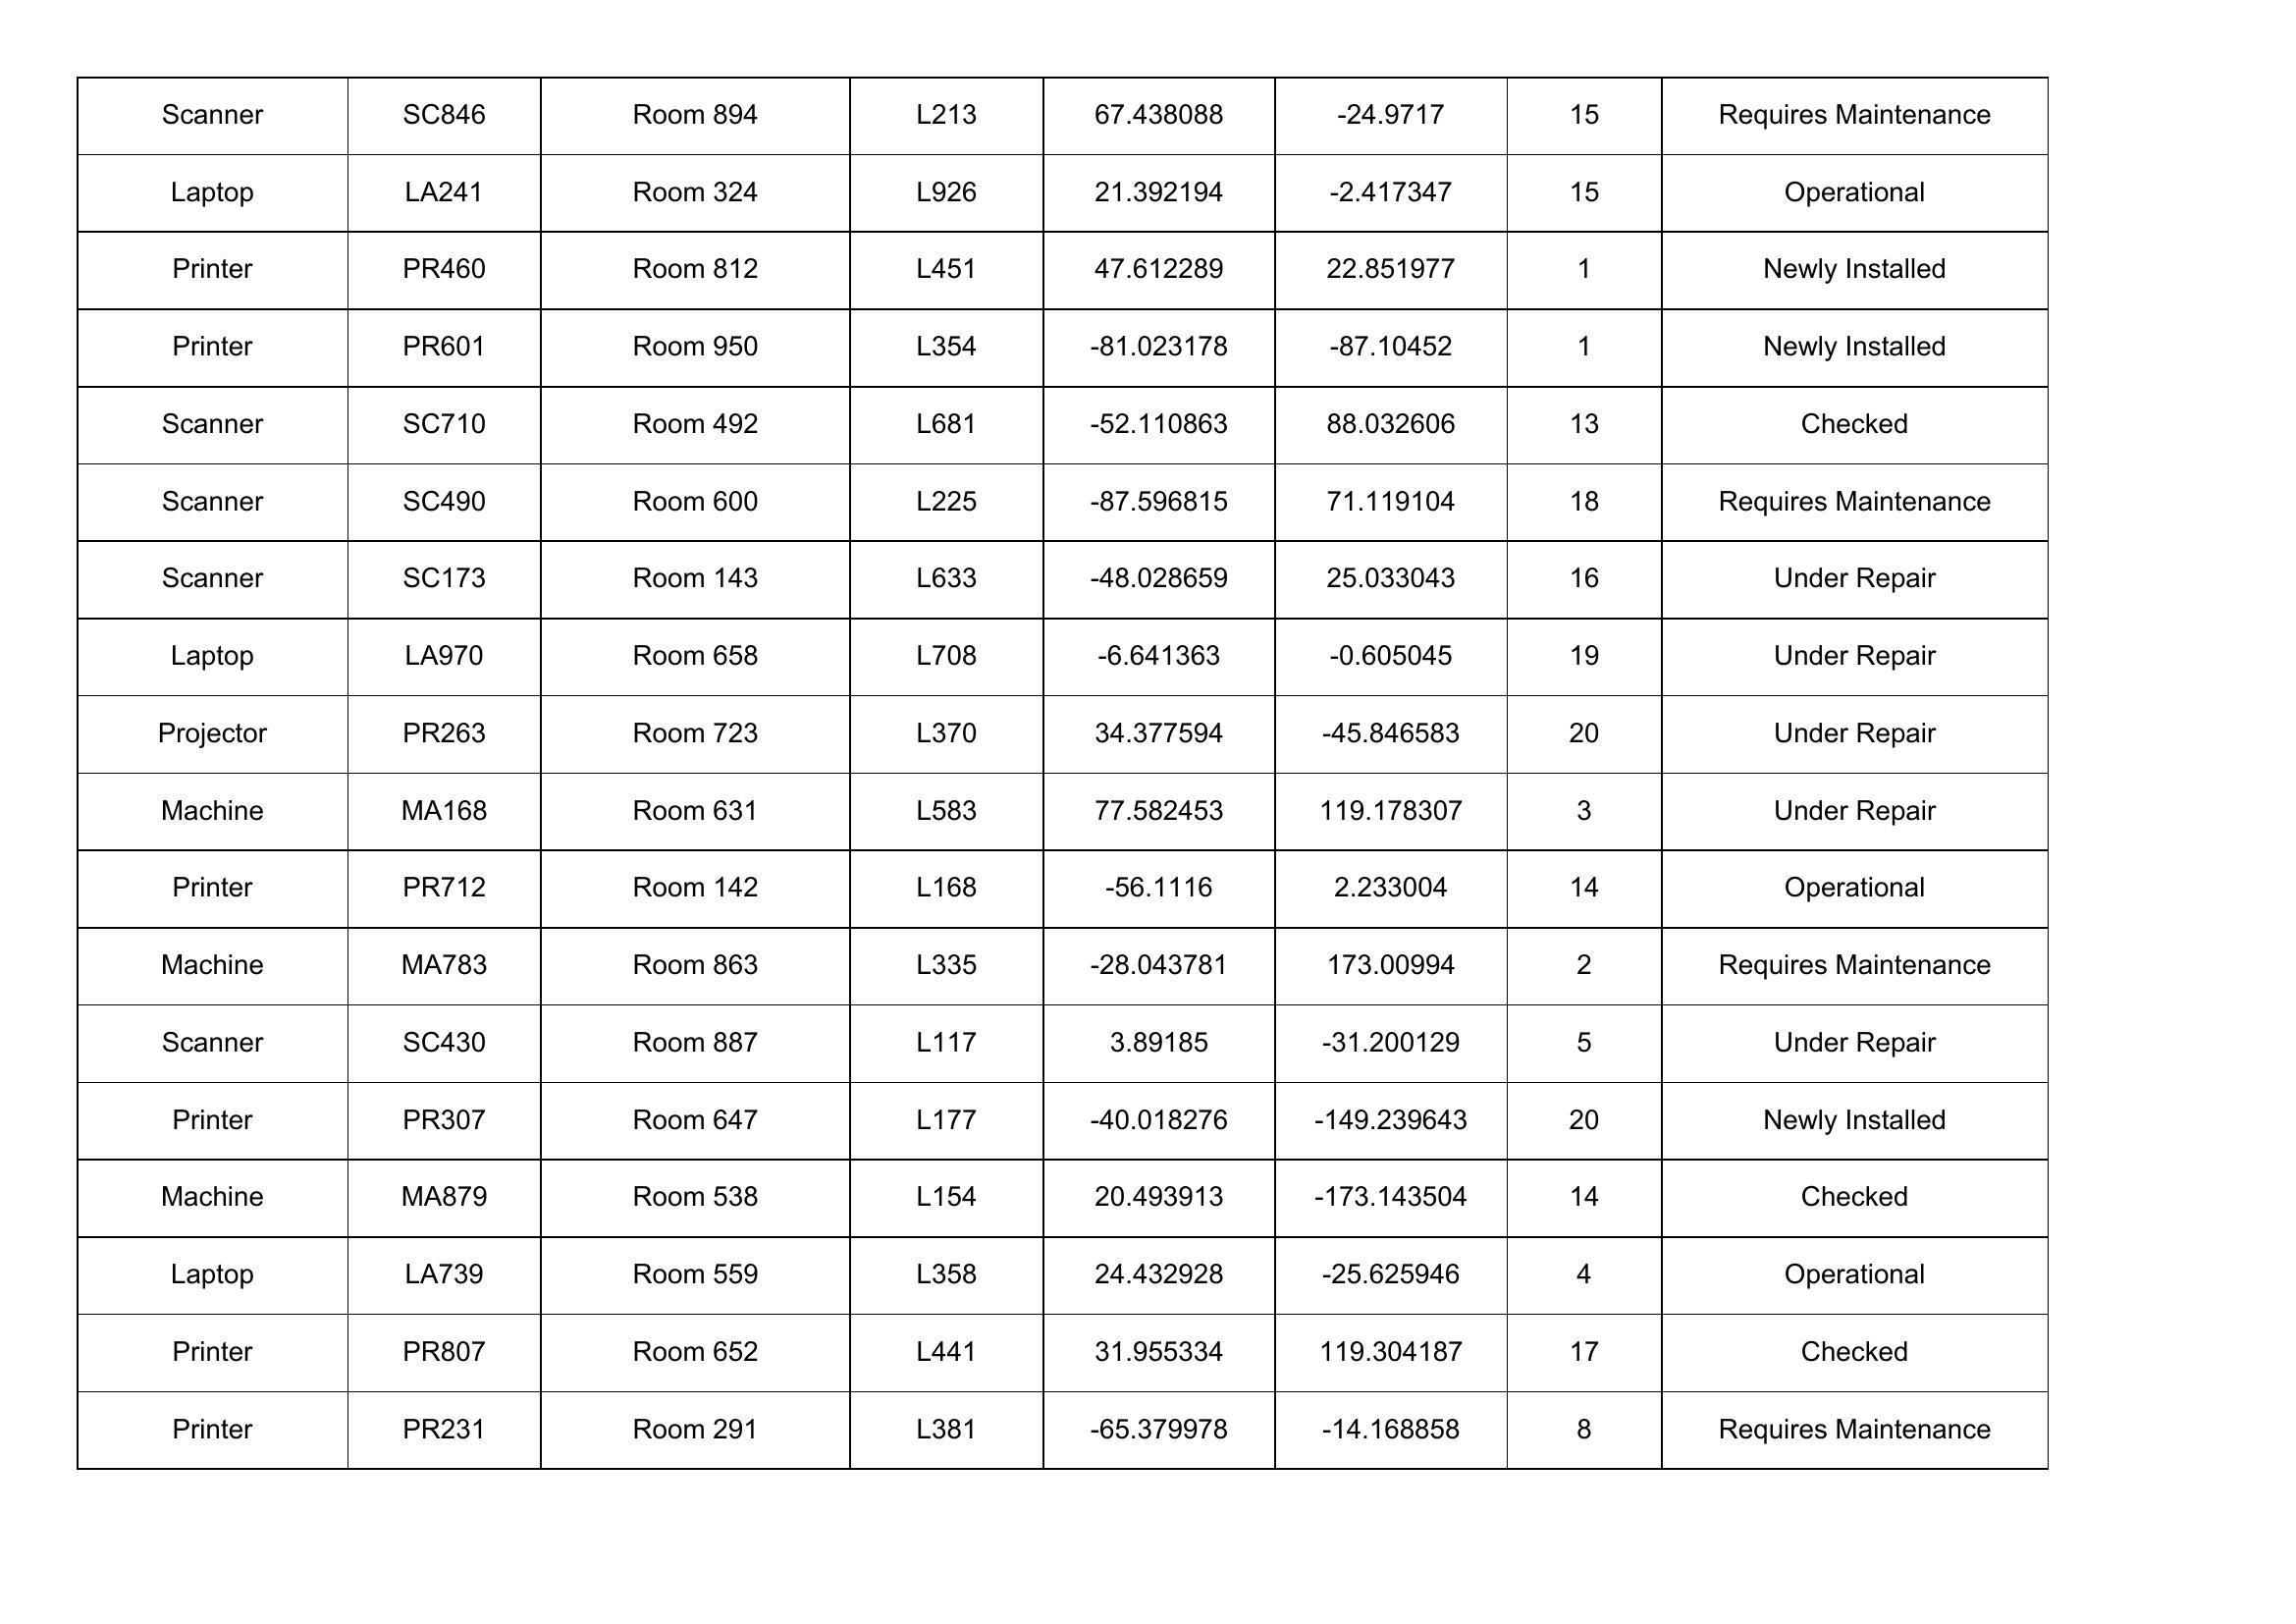 Scanner SC846 Room 894 L213 67.438088 -24.9717 15 Requires Maintenance
Laptop LA241 Room 324 L926 21.392194 -2.417347 15 Operational
Printer PR460 Room 812 L451 47.612289 22.851977 1 Newly Installed
Printer PR601 Room 950 L354 -81.023178 -87.10452 1 Newly Installed
Scanner SC710 Room 492 L681 -52.110863 88.032606 13 Checked
Scanner SC490 Room 600 L225 -87.596815 71.119104 18 Requires Maintenance
Scanner SC173 Room 143 L633 -48.028659 25.033043 16 Under Repair
Laptop LA970 Room 658 L708 -6.641363 -0.605045 19 Under Repair
Projector PR263 Room 723 L370 34.377594 -45.846583 20 Under Repair
Machine MA168 Room 631 L583 77.582453 119.178307 3 Under Repair
Printer PR712 Room 142 L168 -56.1116 2.233004 14 Operational
Machine MA783 Room 863 L335 -28.043781 173.00994 2 Requires Maintenance
Scanner SC430 Room 887 L117 3.89185 -31.200129 5 Under Repair
Printer PR307 Room 647 L177 -40.018276 -149.239643 20 Newly Installed
Machine MA879 Room 538 L154 20.493913 -173.143504 14 Checked
Laptop LA739 Room 559 L358 24.432928 -25.625946 4 Operational
Printer PR807 Room 652 L441 31.955334 119.304187 17 Checked
Printer PR231 Room 291 L381 -65.379978 -14.168858 8 Requires Maintenance